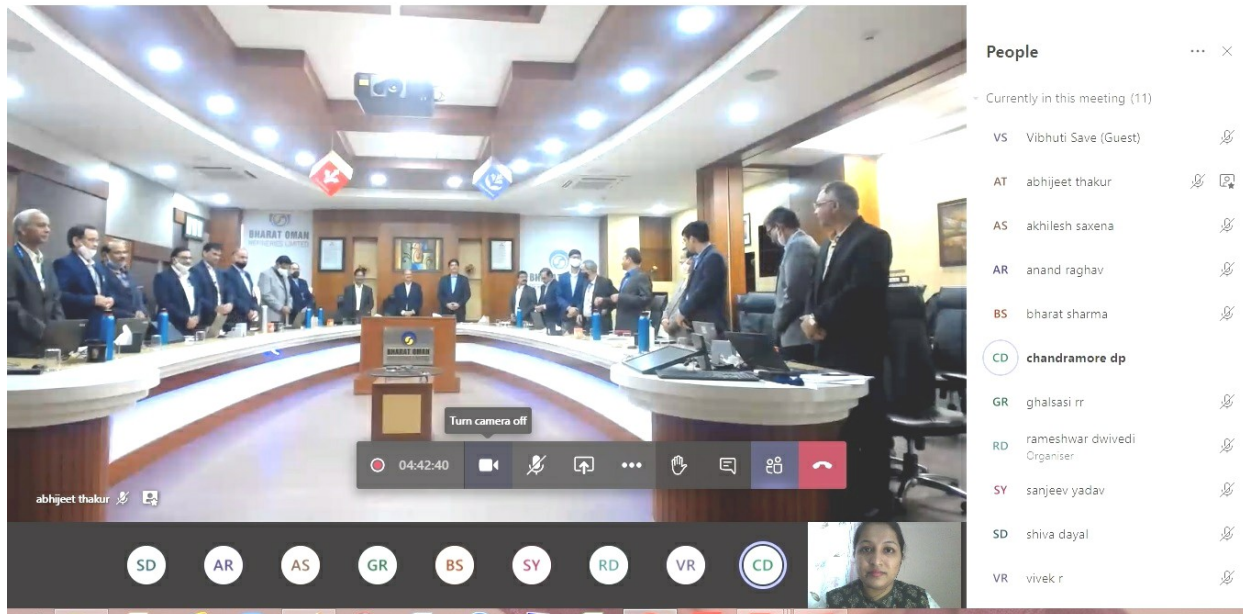 BHARAT OMAN
REFINERIES LIMITED
BH
BHARAT OMAN
Turn camera off
04:42:40
abhijeet thakur
SD
AR
AS
GR
BS
SY
RD
VR
CD
People
Currently in this meeting (11)
VS Vibhuti Save (Guest)
AT abhijeet thakur
AS akhilesh saxena
AR anand raghav
BS bharat sharma
CD chandramore dp
GR ghalsasi rr
RD rameshwar dwivedi
Organiser
SY sanjeev yadav
SD shiva dayal
VR vivek r